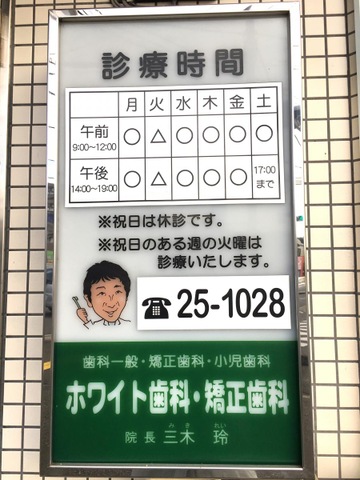 診療時間
月 火 水 木 金 土
午前 9:00〜12:00 ○ △ ○ ○ ○ ○
午後 14:00〜19:00 ○ △ ○ ○ ○ 17:00まで
※祝日は休診です。
※祝日のある週の火曜は
診療いたします。
☎25-1028
歯科一般・矯正歯科・小児歯科
ホワイト歯科・矯正歯科
みき れい
院長 三木 玲